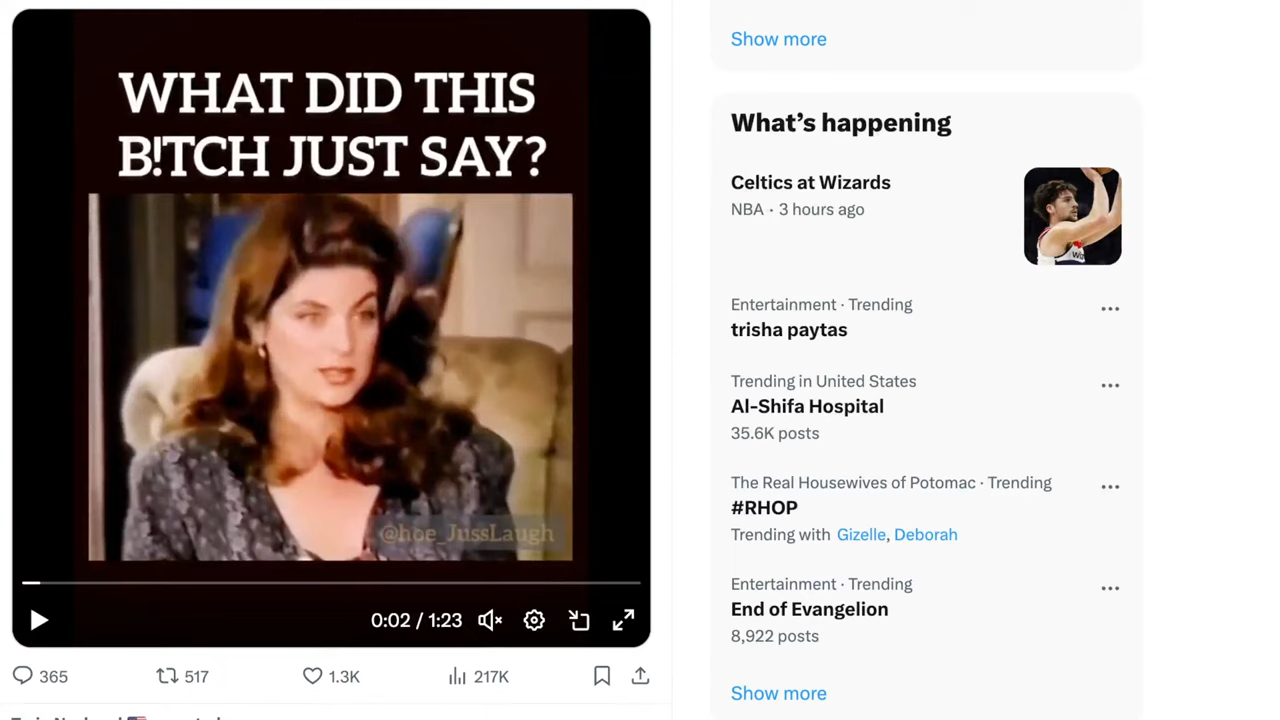 WHAT DID THIS
B!TCH JUST SAY?
@hoe_JussLaugh
0:02 / 1:23
365
517
1.3K
217K
Show more
What's happening
Celtics at Wizards
NBA · 3 hours ago
Entertainment · Trending
trisha paytas
Trending in United States
Al-Shifa Hospital
35.6K posts
The Real Housewives of Potomac · Trending
#RHOP
Trending with Gizelle, Deborah
Entertainment · Trending
End of Evangelion
8,922 posts
Show more